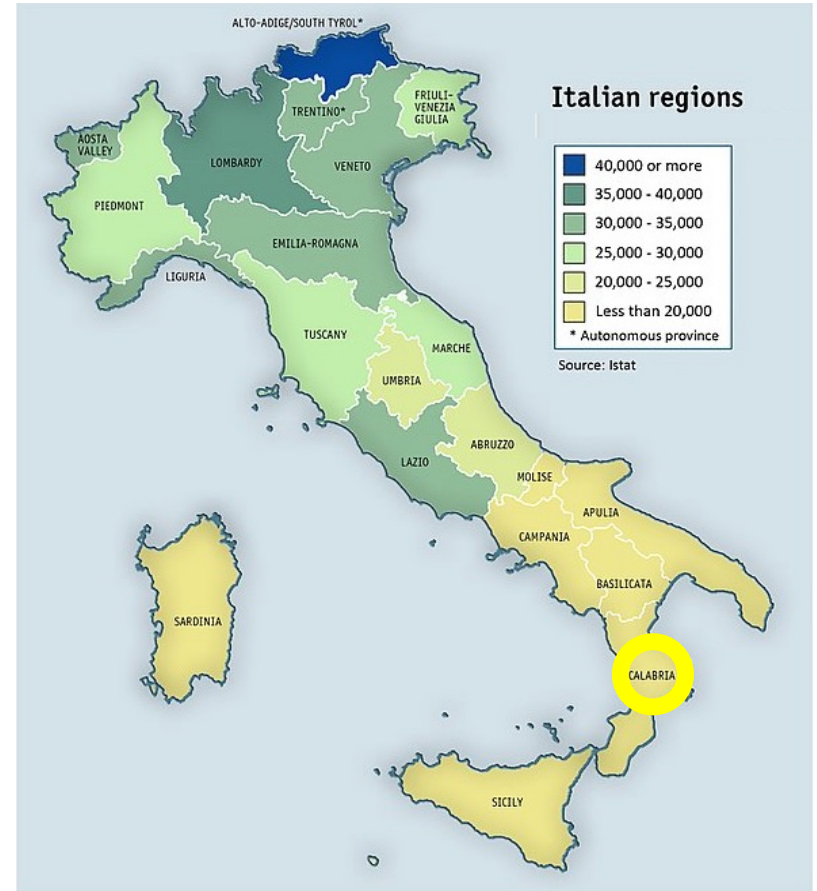 ALTO-ADIGE/SOUTH TYROL*
Italian regions
40,000 or more
35,000 - 40,000
30,000 - 35,000
25,000 - 30,000
20,000 - 25,000
Less than 20,000
* Autonomous province
Source: Istat
FRIULI-
VENEZIA
GIULIA
TRENTINO*
AOSTA
VALLEY
LOMBARDY
VENETO
PIEDMONT
EMILIA-ROMAGNA
LIGURIA
TUSCANY
MARCHE
UMBRIA
ABRUZZO
LAZIO
MOLISE
APULIA
CAMPANIA
BASILICATA
SARDINIA
CALABRIA
SICILY